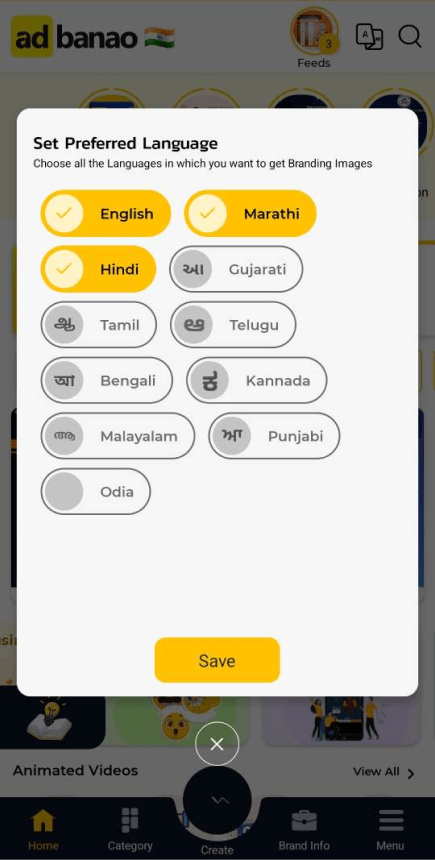 ad banao
3
Feeds
Set Preferred Language
Choose all the Languages in which you want to get Branding Images
English
Marathi
Hindi
આ Gujarati
ஆ Tamil
ఆ Telugu
আ Bengali
ಕ Kannada
ആ Malayalam
ਆ Punjabi
Odia
Save
Animated Videos
View All
Home
Category
Create
Brand Info
Menu